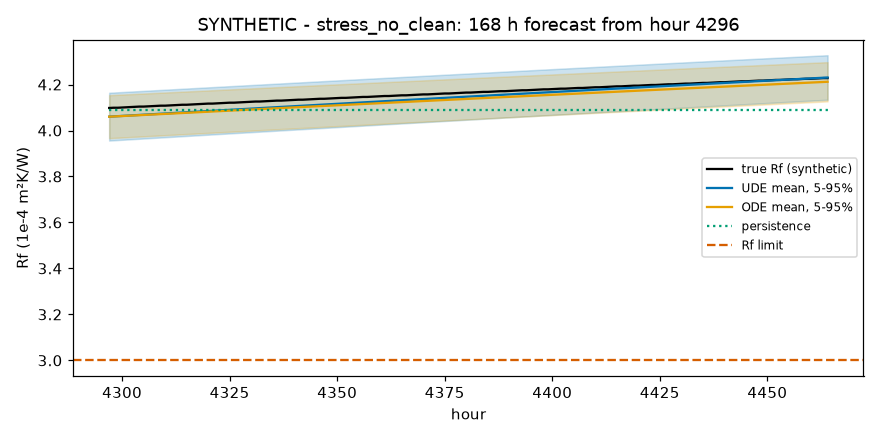 SYNTHETIC - stress_no_clean: 168 h forecast from hour 4296
Rf (1e-4 m²K/W)
4.2
4.0
3.8
3.6
3.4
3.2
3.0
true Rf (synthetic)
UDE mean, 5-95%
ODE mean, 5-95%
persistence
Rf limit
4300 4325 4350 4375 4400 4425 4450
hour